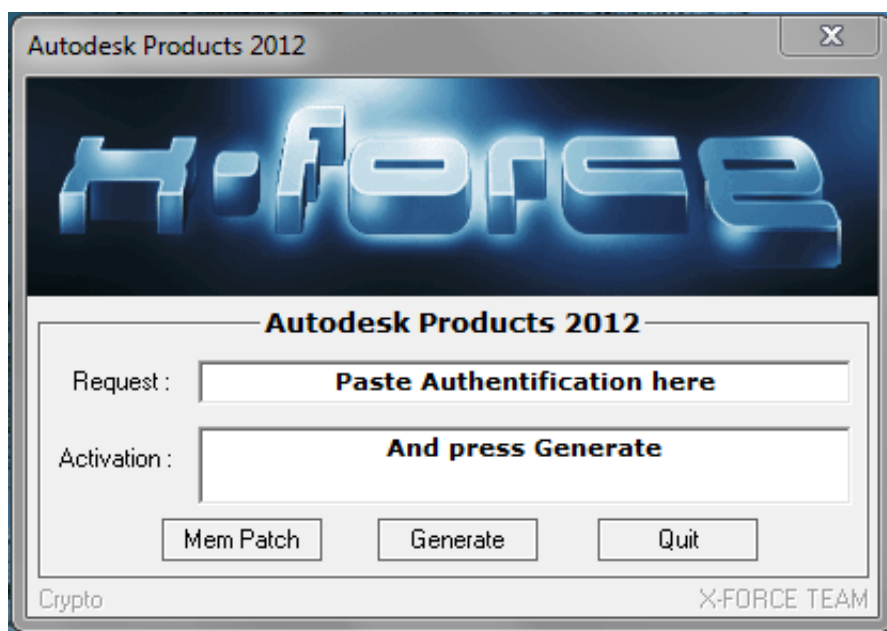 Autodesk Products 2012
x-force
Autodesk Products 2012
Request :
Paste Authentification here
Activation :
And press Generate
Mem Patch
Generate
Quit
Crypto
X-FORCE TEAM